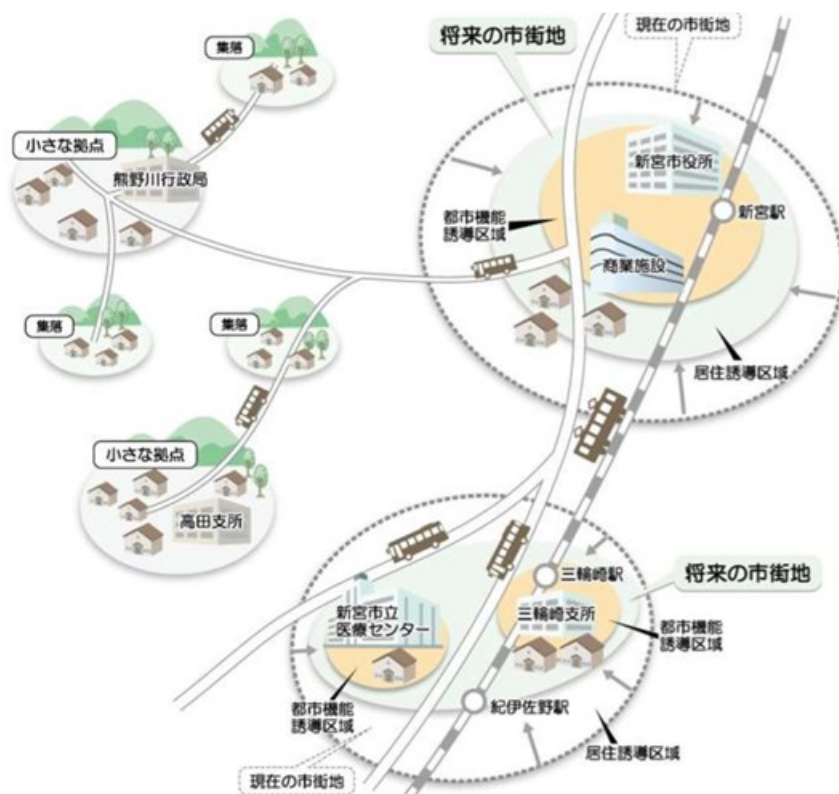 集落
将来の市街地
現在の市街地
小さな拠点
熊野川行政局
新宮市役所
都市機能
誘導区域
新宮駅
商業施設
集落
集落
居住誘導区域
小さな拠点
高田支所
三輪崎駅
将来の市街地
新宮市立
医療センター
三輪崎支所
都市機能
誘導区域
都市機能
誘導区域
紀伊佐野駅
居住誘導区域
現在の市街地